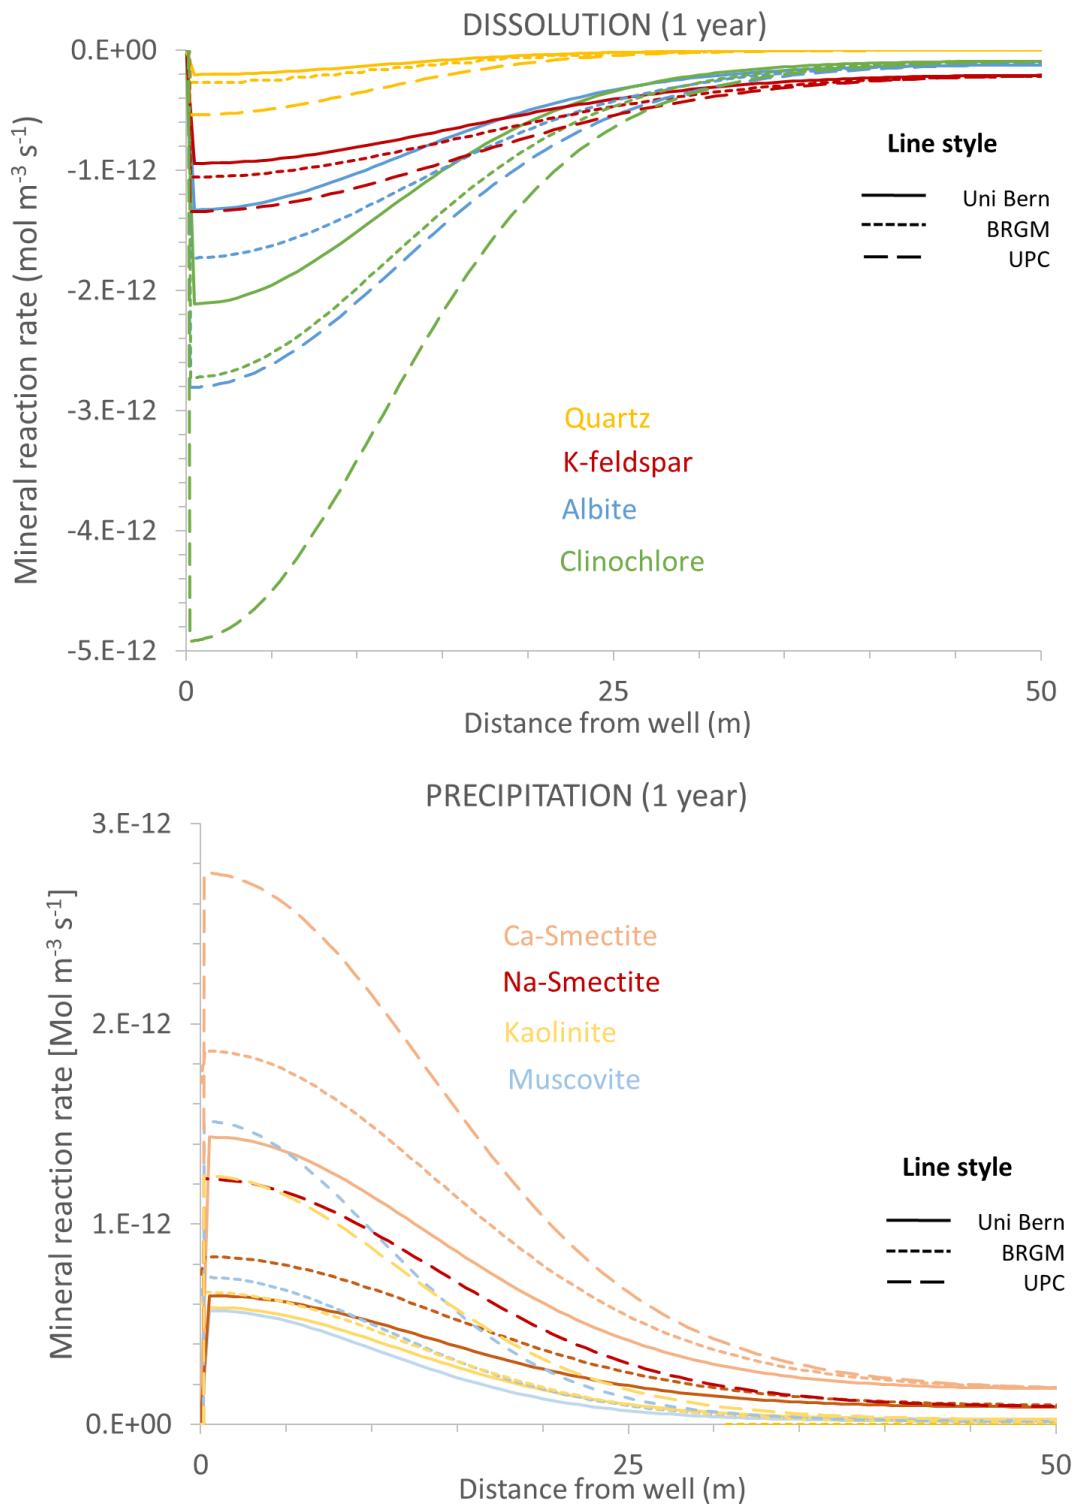 DISSOLUTION (1 year)
0.E+00
-1.E-12
-2.E-12
-3.E-12
-4.E-12
-5.E-12
Mineral reaction rate (mol m-3 s-1)
Line style
Uni Bern
BRGM
UPC
Quartz
K-feldspar
Albite
Clinochlore
0
25
50
Distance from well (m)
PRECIPITATION (1 year)
3.E-12
2.E-12
1.E-12
0.E+00
Mineral reaction rate [Mol m-3 s-1]
Ca-Smectite
Na-Smectite
Kaolinite
Muscovite
Line style
Uni Bern
BRGM
UPC
0
25
50
Distance from well (m)